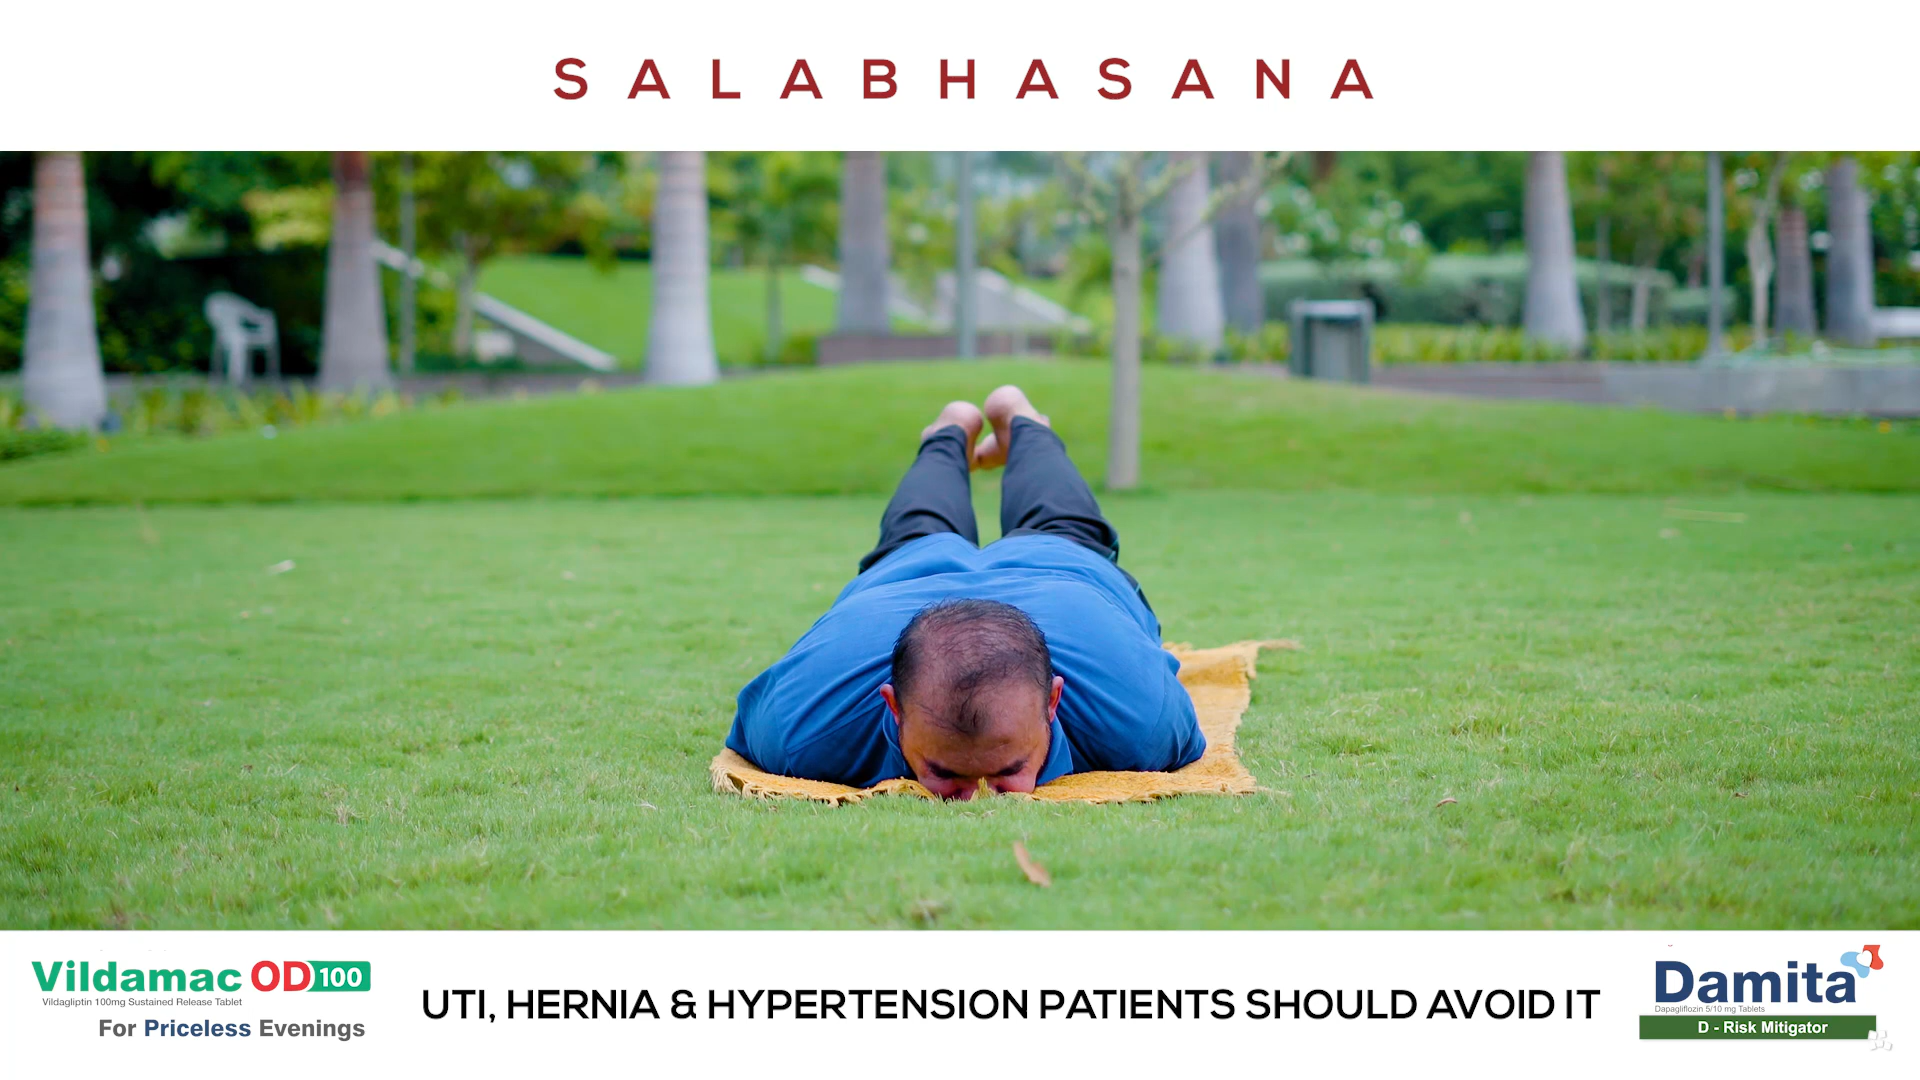 SALABHASANA
Vildamac OD 100
Vildagliptin 100mg Sustained Release Tablet
For Priceless Evenings
UTI, HERNIA & HYPERTENSION PATIENTS SHOULD AVOID IT
Damita
Dapagliflozin 5/10 mg Tablets
D - Risk Mitigator